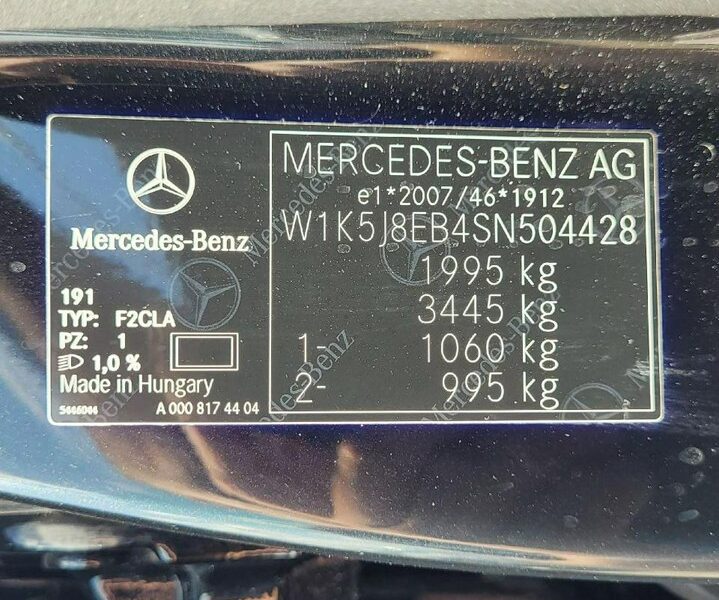 Mercedes-Benz
191
TYP: F2CLA
PZ: 1
1,0 %
Made in Hungary
A 000 817 44 04
MERCEDES-BENZ AG
e1*2007/46*1912
W1K5J8EB4SN504428
1995 kg
3445 kg
1- 1060 kg
2- 995 kg